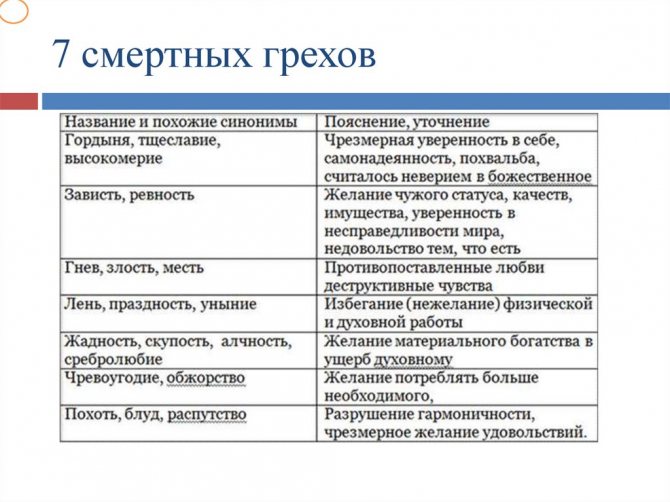 7 смертных грехов
Название и похожие синонимы
Пояснение, уточнение
Гордыня, тщеславие,
высокомерие
Чрезмерная уверенность в себе,
самонадеянность, похвальба,
считалось неверием в божественное
Зависть, ревность
Желание чужого статуса, качеств,
имущества, уверенность в
несправедливости мира,
недовольство тем, что есть
Гнев, злость, месть
Противопоставленные любви
деструктивные чувства
Лень, праздность, уныние
Избегание (нежелание) физической
и духовной работы
Жадность, скупость, алчность,
сребролюбие
Желание материального богатства в
ущерб духовному
Чревоугодие, обжорство
Желание потреблять больше
необходимого,
Похоть, блуд, распутство
Разрушение гармоничности,
чрезмерное желание удовольствий.